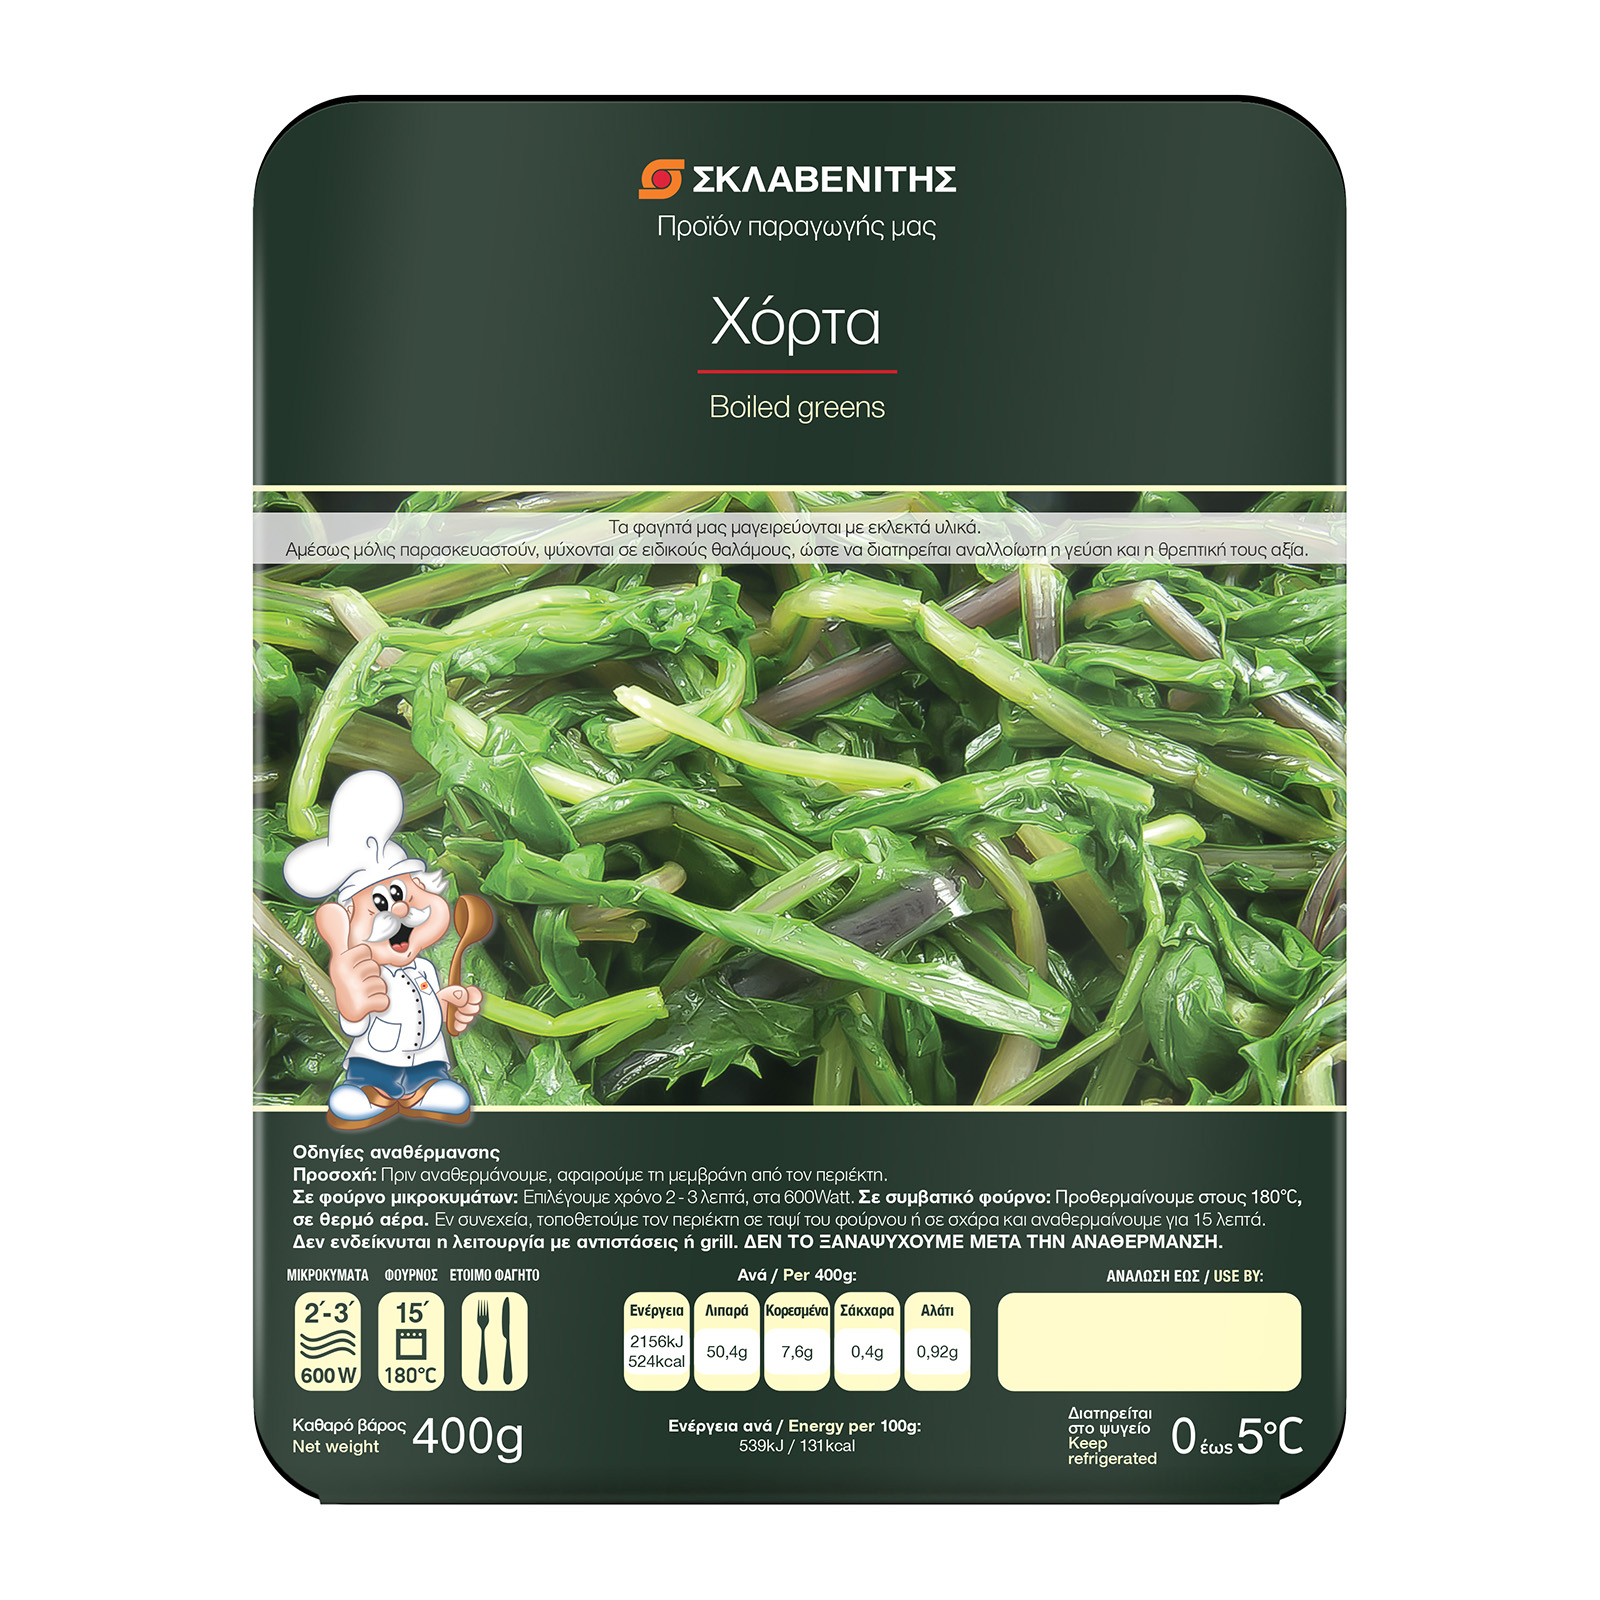 ΣΚΛΑΒΕΝΙΤΗΣ
Προϊόν παραγωγής μας
Χόρτα
Boiled greens
Τα φαγητά μας μαγειρεύονται με εκλεκτά υλικά.
Αμέσως μόλις παρασκευαστούν, ψύχονται σε ειδικούς θαλάμους, ώστε να διατηρείται αναλλοίωτη η γεύση και η θρεπτική τους αξία.
Οδηγίες αναθέρμανσης
Προσοχή: Πριν αναθερμάνουμε, αφαιρούμε τη μεμβράνη από τον περιέκτη.
Σε φούρνο μικροκυμάτων: Επιλέγουμε χρόνο 2 - 3 λεπτά, στα 600Watt. Σε συμβατικό φούρνο: Προθερμαίνουμε στους 180°C,
σε θερμό αέρα. Εν συνεχεία, τοποθετούμε τον περιέκτη σε ταψί του φούρνου ή σε σχάρα και αναθερμαίνουμε για 15 λεπτά.
Δεν ενδείκνυται η λειτουργία με αντιστάσεις ή grill. ΔΕΝ ΤΟ ΞΑΝΑΨΥΧΟΥΜΕ ΜΕΤΑ ΤΗΝ ΑΝΑΘΕΡΜΑΝΣΗ.
ΜΙΚΡΟΚΥΜΑΤΑ ΦΟΥΡΝΟΣ ΕΤΟΙΜΟ ΦΑΓΗΤΟ
2΄-3΄ 15΄
600W 180°C
Ανά / Per 400g:
Ενέργεια Λιπαρά Κορεσμένα Σάκχαρα Αλάτι
2156kJ
524kcal 50,4g 7,6g 0,4g 0,92g
ΑΝΑΛΩΣΗ ΕΩΣ / USE BY:
Καθαρό βάρος
Net weight 400g
Ενέργεια ανά / Energy per 100g:
539kJ / 131kcal
Διατηρείται
στο ψυγείο
Keep
refrigerated
0 έως 5°C